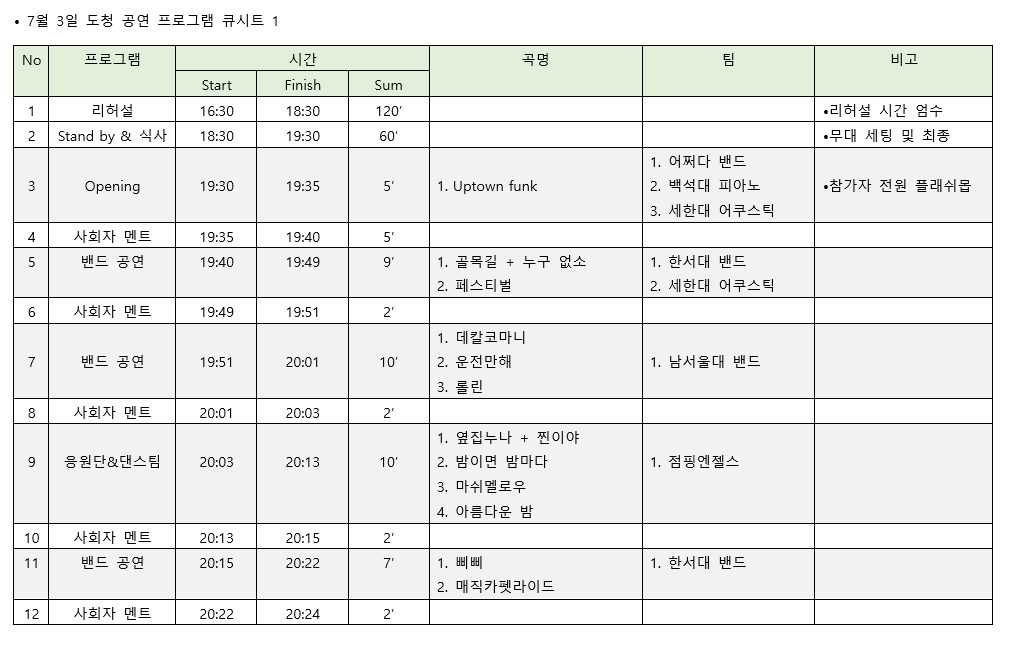 • 7월 3일 도청 공연 프로그램 큐시트 1
No 프로그램 시간 곡명 팀 비고
Start Finish Sum
1 리허설 16:30 18:30 120′ •리허설 시간 엄수
2 Stand by & 식사 18:30 19:30 60′ •무대 세팅 및 최종
1. 어쩌다 밴드
3 Opening 19:30 19:35 5′ 1. Uptown funk 2. 백석대 피아노 •참가자 전원 플래쉬몹
3. 세한대 어쿠스틱
4 사회자 멘트 19:35 19:40 5′
5 밴드 공연 19:40 19:49 9′ 1. 골목길 + 누구 없소 1. 한서대 밴드
2. 페스티벌 2. 세한대 어쿠스틱
6 사회자 멘트 19:49 19:51 2′
1. 데칼코마니
7 밴드 공연 19:51 20:01 10′ 2. 운전만해 1. 남서울대 밴드
3. 롤린
8 사회자 멘트 20:01 20:03 2′
1. 옆집누나 + 찐이야
9 응원단&댄스팀 20:03 20:13 10′ 2. 밤이면 밤마다 1. 점핑엔젤스
3. 마쉬멜로우
4. 아름다운 밤
10 사회자 멘트 20:13 20:15 2′
11 밴드 공연 20:15 20:22 7′ 1. 삐삐 1. 한서대 밴드
2. 매직카펫라이드
12 사회자 멘트 20:22 20:24 2′